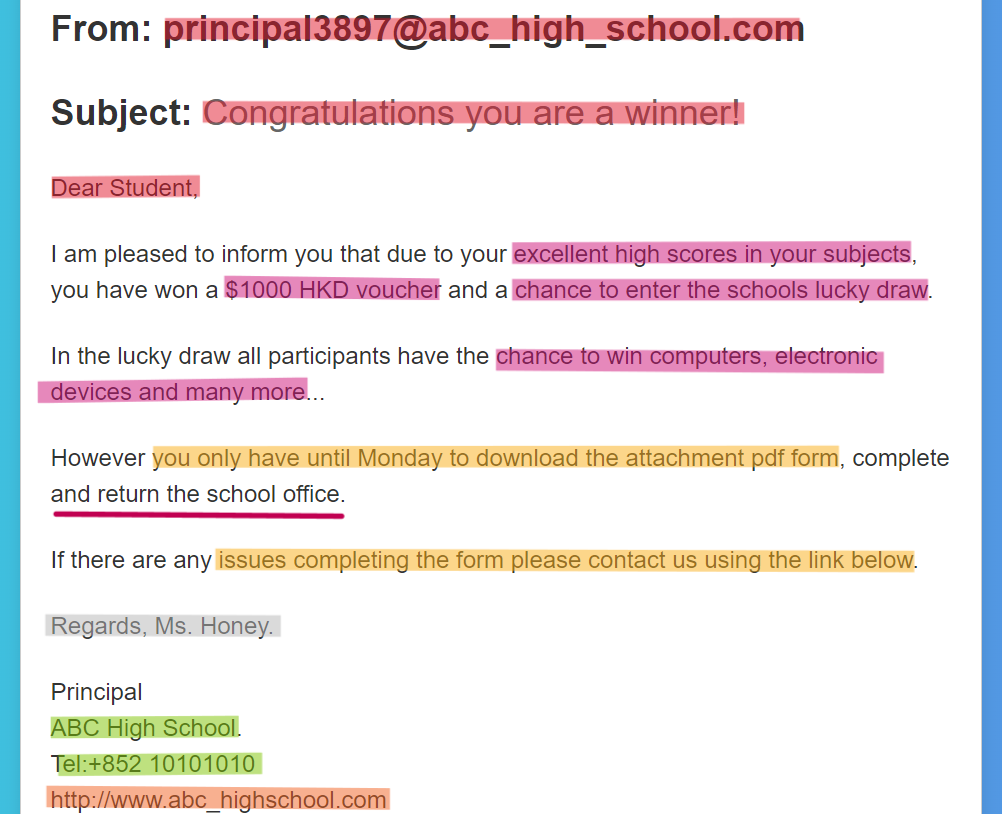 From: principal3897@abc_high_school.com
Subject: Congratulations you are a winner!
Dear Student,
I am pleased to inform you that due to your excellent high scores in your subjects,
you have won a $1000 HKD voucher and a chance to enter the schools lucky draw.
In the lucky draw all participants have the chance to win computers, electronic
devices and many more...
However you only have until Monday to download the attachment pdf form, complete
and return the school office.
If there are any issues completing the form please contact us using the link below.
Regards, Ms. Honey.
Principal
ABC High School.
Tel:+852 10101010
http://www.abc_highschool.com